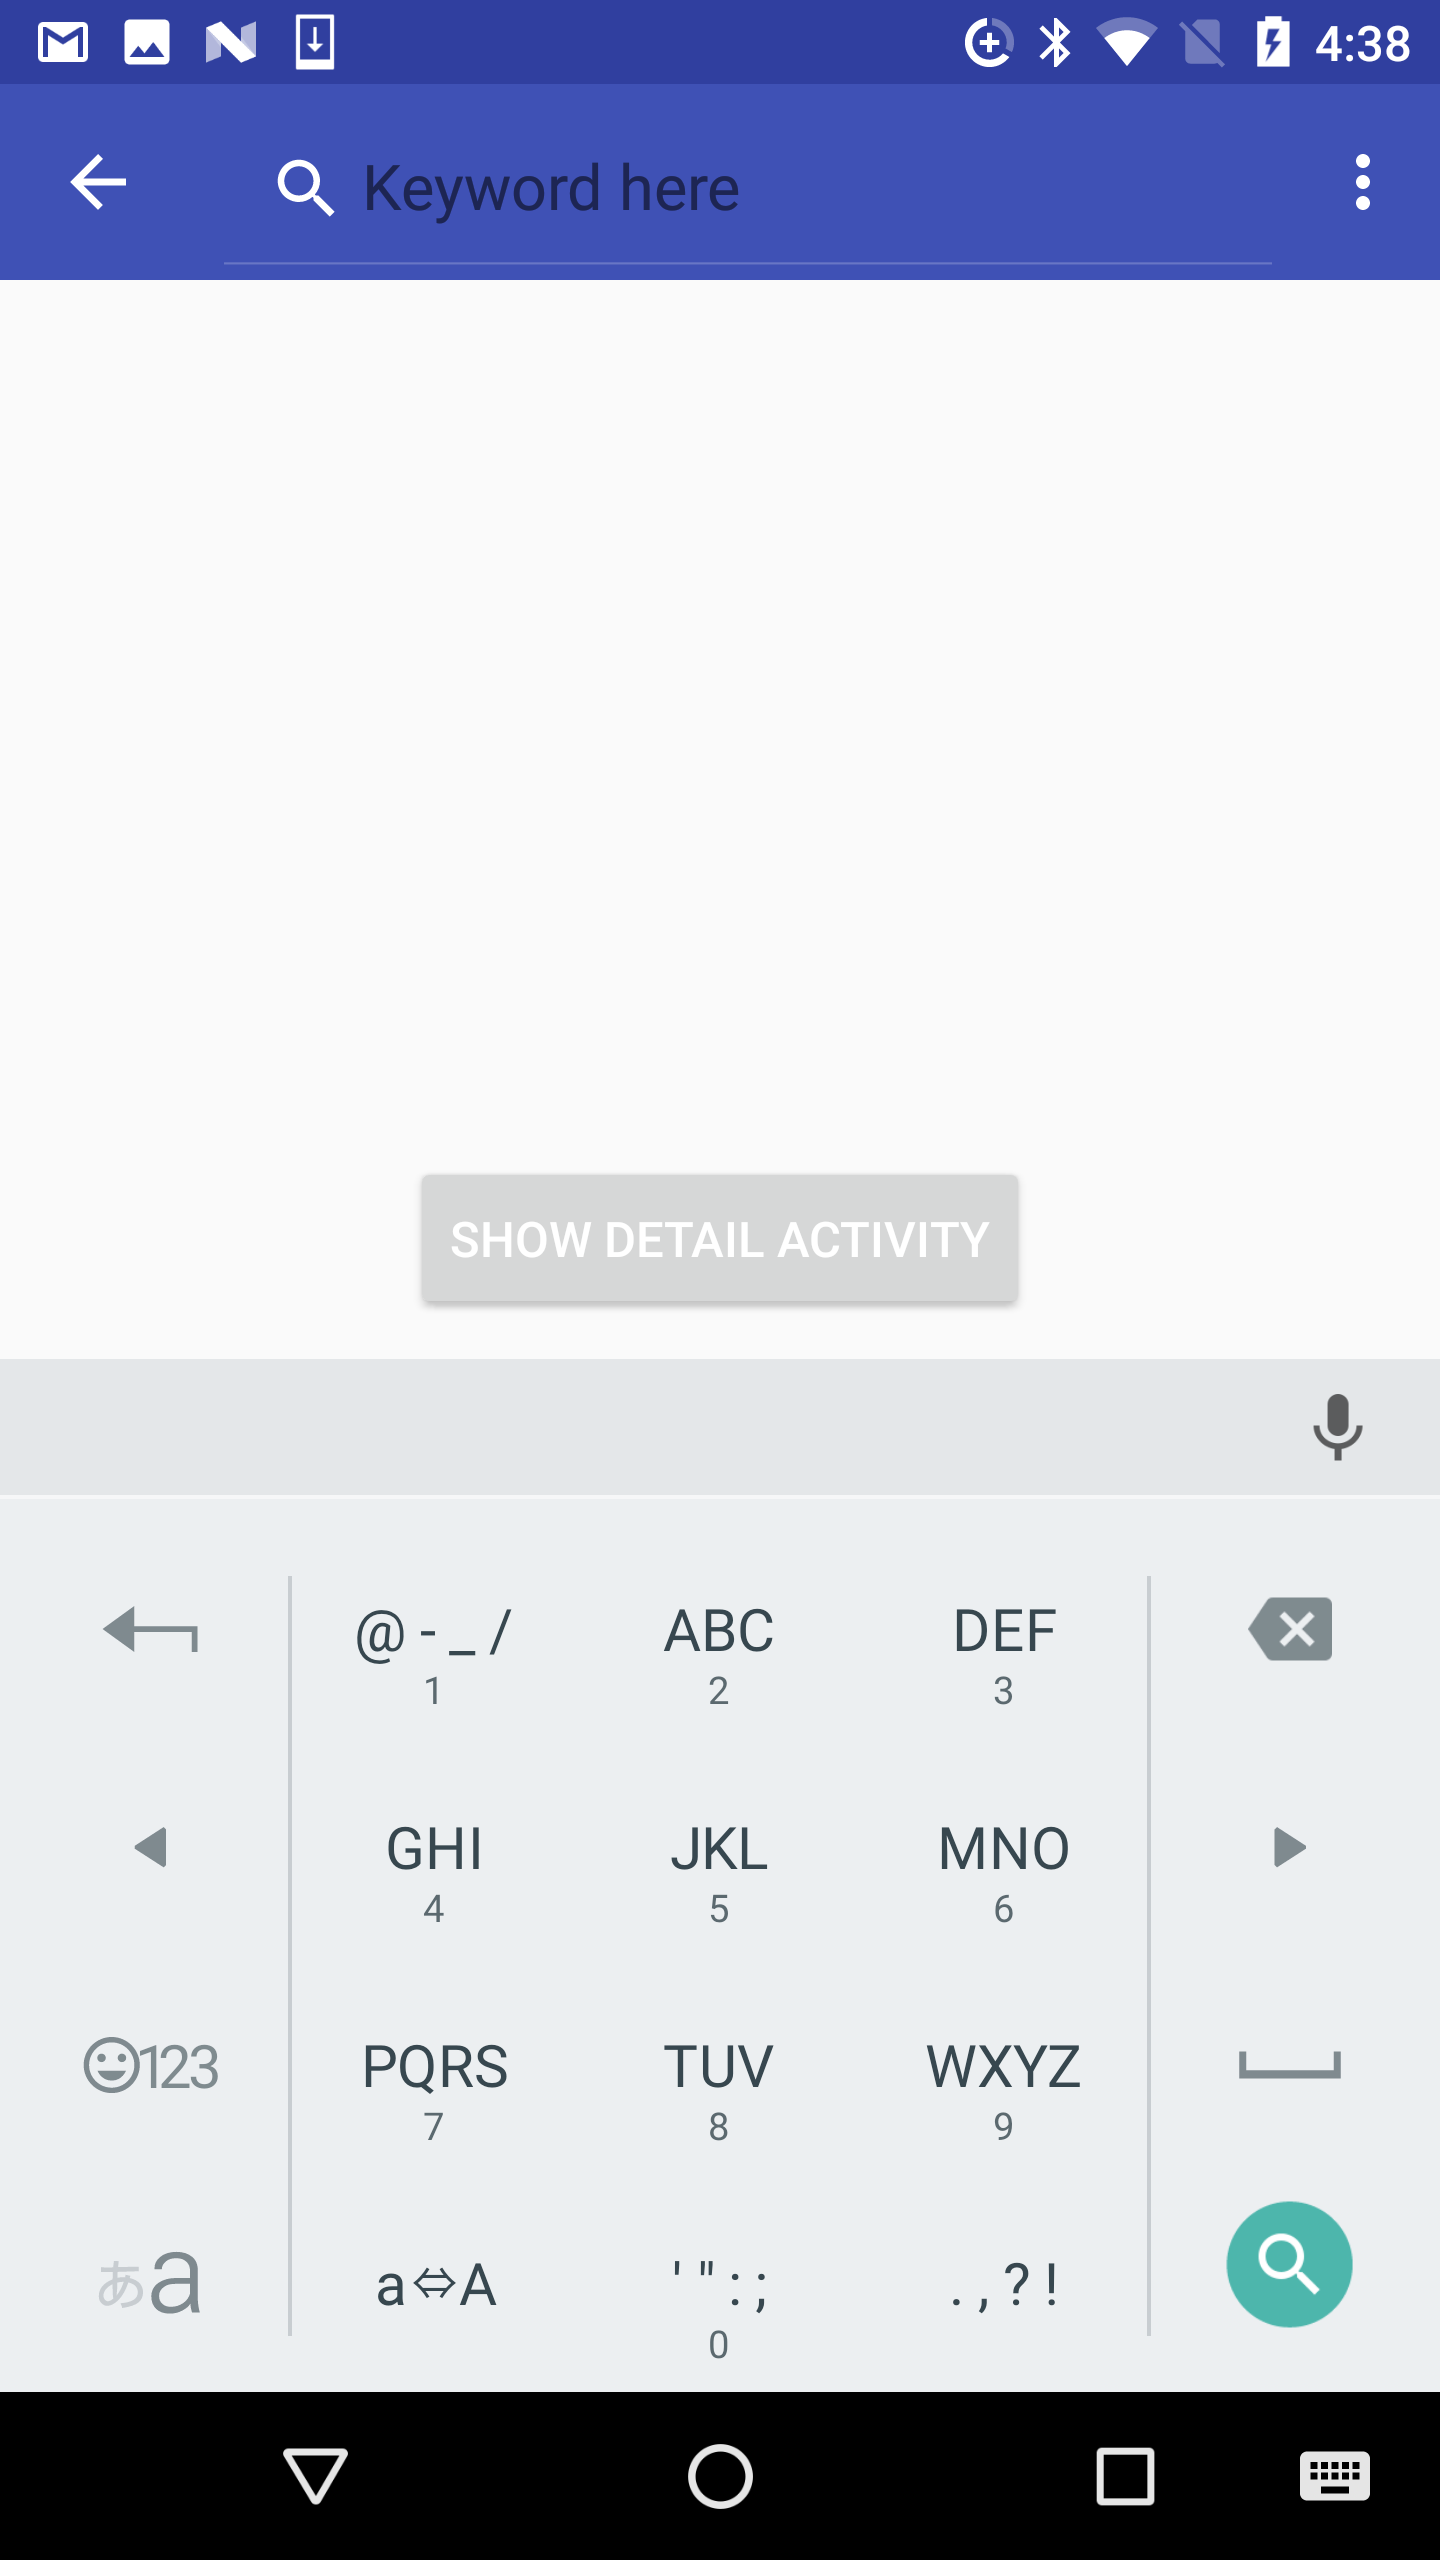 4:38
Keyword here
SHOW DETAIL ACTIVITY
@ - _ / ABC DEF
1 2 3
GHI JKL MNO
4 5 6
123 PQRS TUV WXYZ
7 8 9
あa a⇔A ' " : ; . , ? !
0